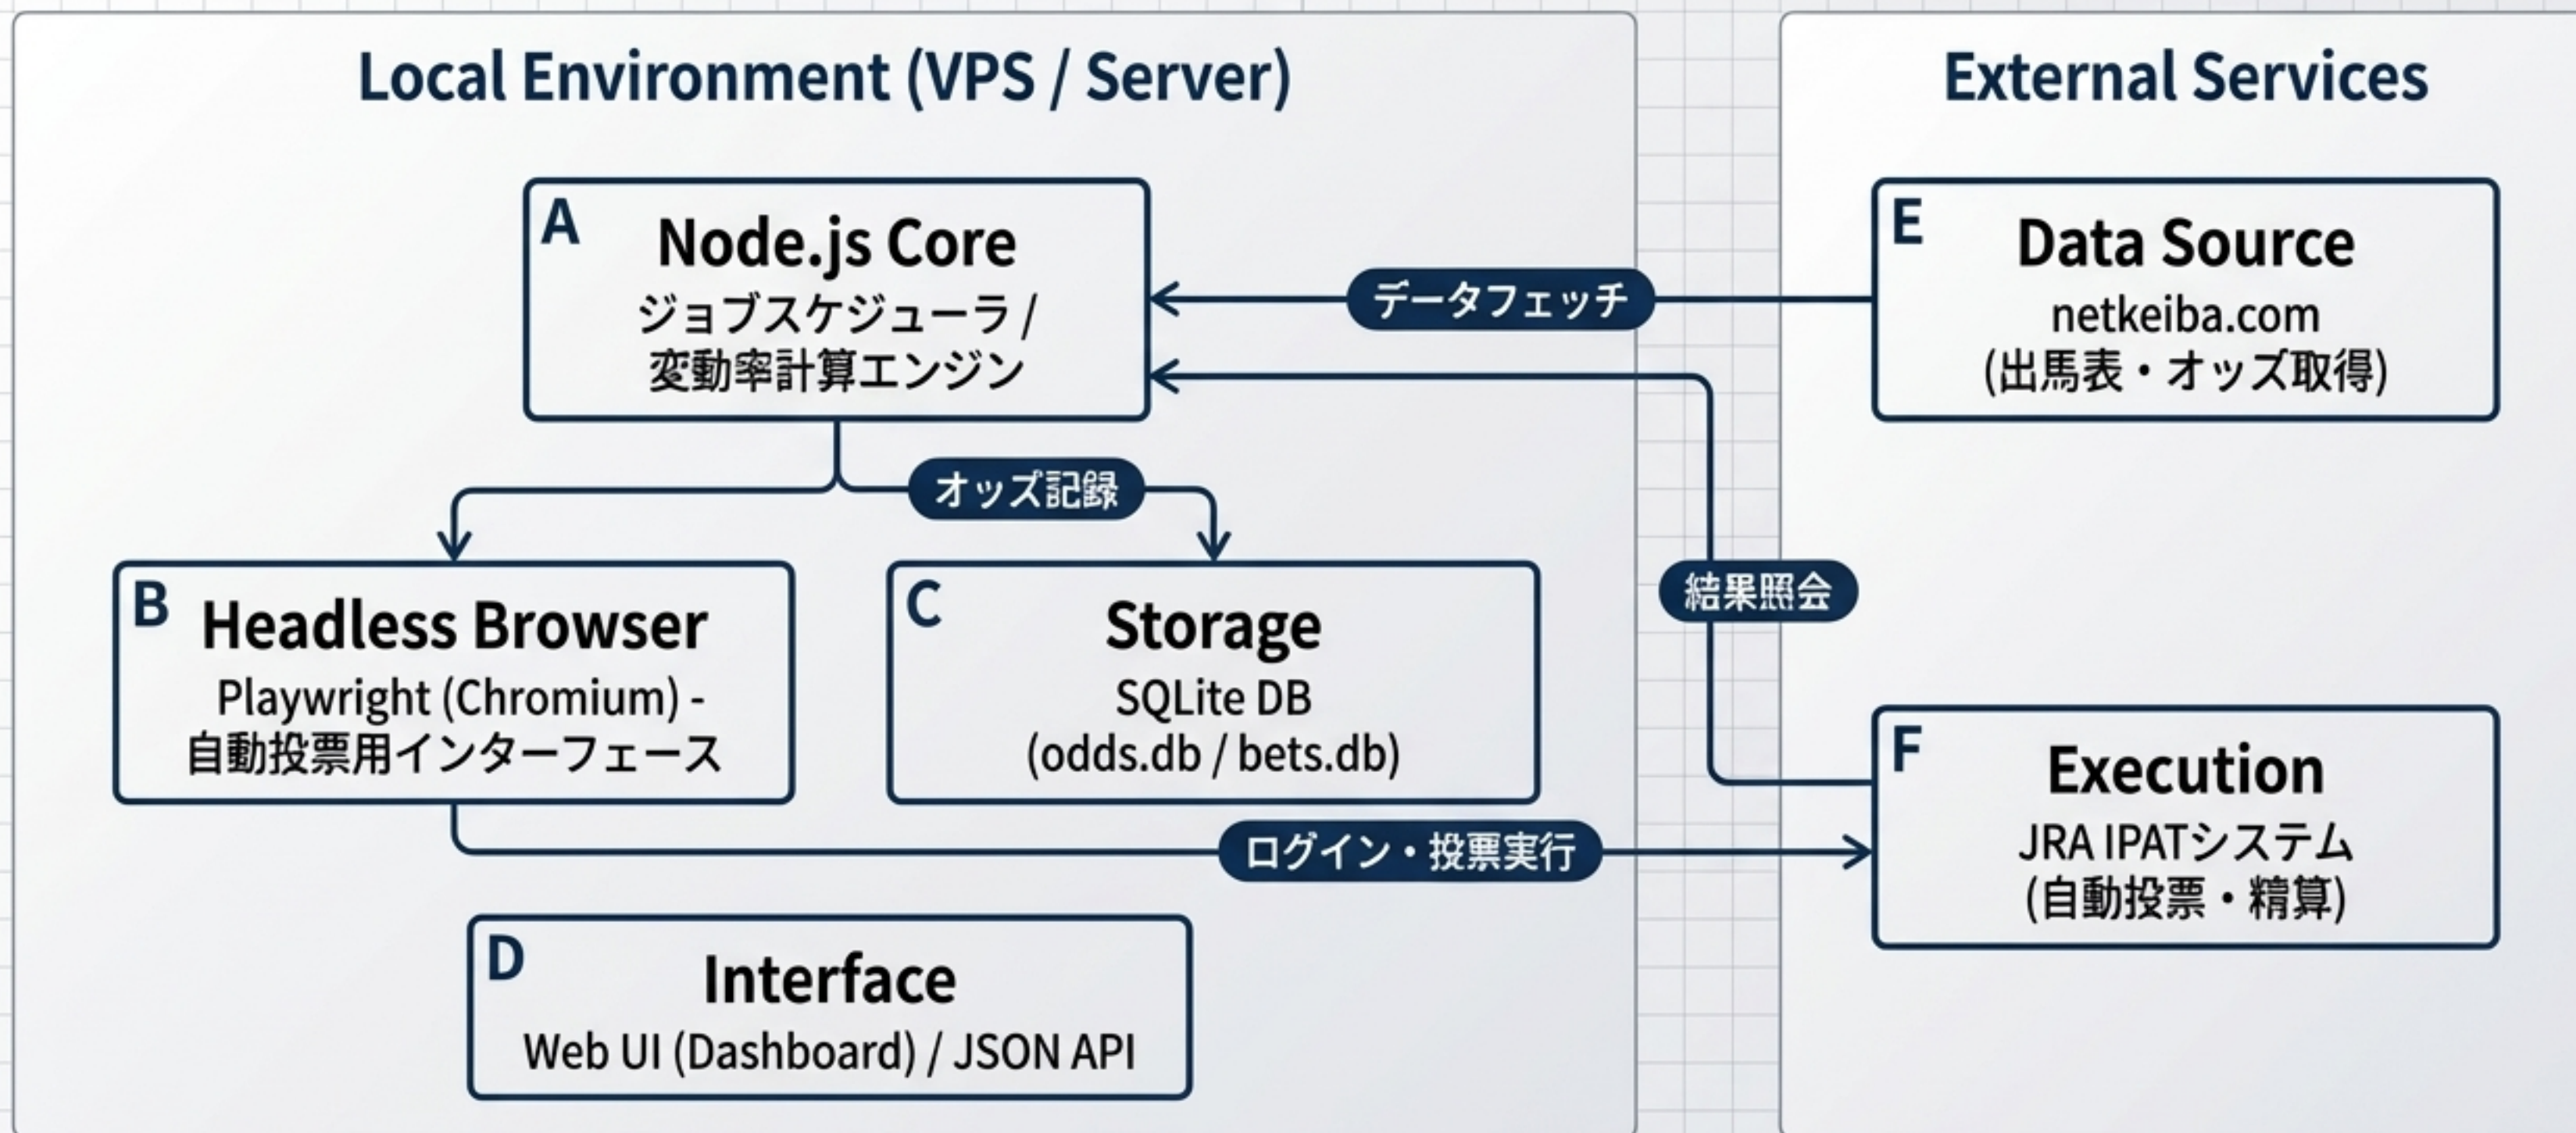 Local Environment (VPS / Server)
External Services
A
Node.js Core
ジョブスケジューラ /
変動率計算エンジン
データフェッチ
E
Data Source
netkeiba.com
(出馬表・オッズ取得)
オッズ記録
B
Headless Browser
Playwright (Chromium) -
自動投票用インターフェース
C
Storage
SQLite DB
(odds.db / bets.db)
結果照会
F
Execution
JRA IPATシステム
(自動投票・精算)
ログイン・投票実行
D
Interface
Web UI (Dashboard) / JSON API